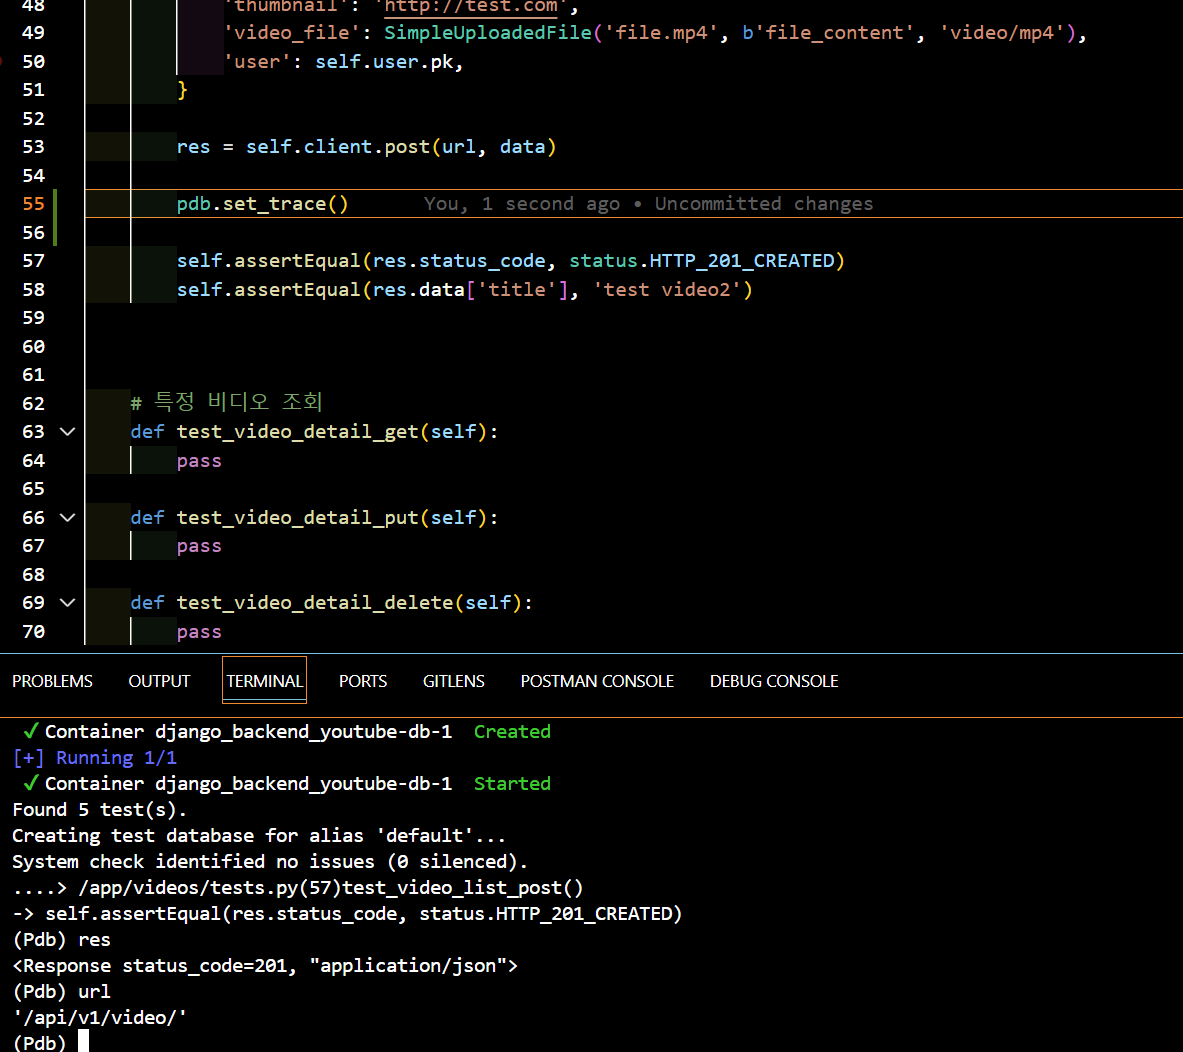 48 'thumbnail': 'http://test.com',
49 'video_file': SimpleUploadedFile('file.mp4', b'file_content', 'video/mp4'),
50 'user': self.user.pk,
51 }
52
53 res = self.client.post(url, data)
54
55 pdb.set_trace() You, 1 second ago • Uncommitted changes
56
57 self.assertEqual(res.status_code, status.HTTP_201_CREATED)
58 self.assertEqual(res.data['title'], 'test video2')
59
60
61
62 # 특정 비디오 조회
63 def test_video_detail_get(self):
64 pass
65
66 def test_video_detail_put(self):
67 pass
68
69 def test_video_detail_delete(self):
70 pass
PROBLEMS OUTPUT TERMINAL PORTS GITLENS POSTMAN CONSOLE DEBUG CONSOLE
✓ Container django_backend_youtube-db-1 Created
[+] Running 1/1
✓ Container django_backend_youtube-db-1 Started
Found 5 test(s).
Creating test database for alias 'default'...
System check identified no issues (0 silenced).
....> /app/videos/tests.py(57)test_video_list_post()
-> self.assertEqual(res.status_code, status.HTTP_201_CREATED)
(Pdb) res
<Response status_code=201, "application/json">
(Pdb) url
'/api/v1/video/'
(Pdb)